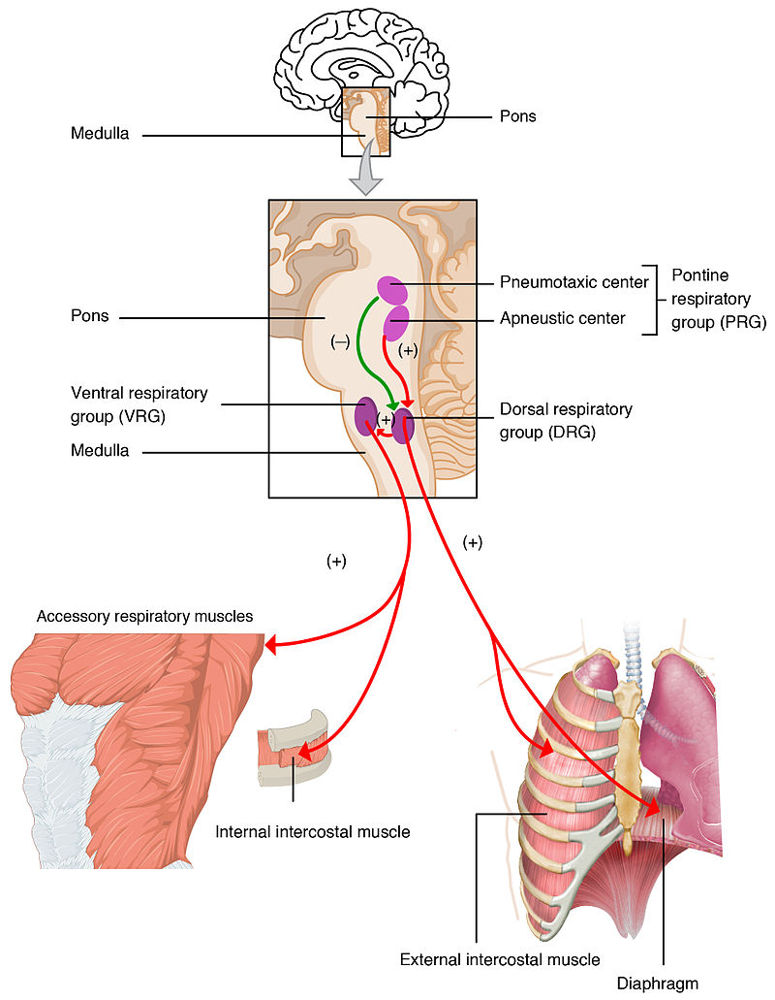 Pons
Medulla
Pneumotaxic center
Pontine
respiratory
group (PRG)
Apneustic center
Pons
(–)
(+)
Ventral respiratory
group (VRG)
(+)
Dorsal respiratory
group (DRG)
Medulla
(+)
(+)
Accessory respiratory muscles
Internal intercostal muscle
External intercostal muscle
Diaphragm